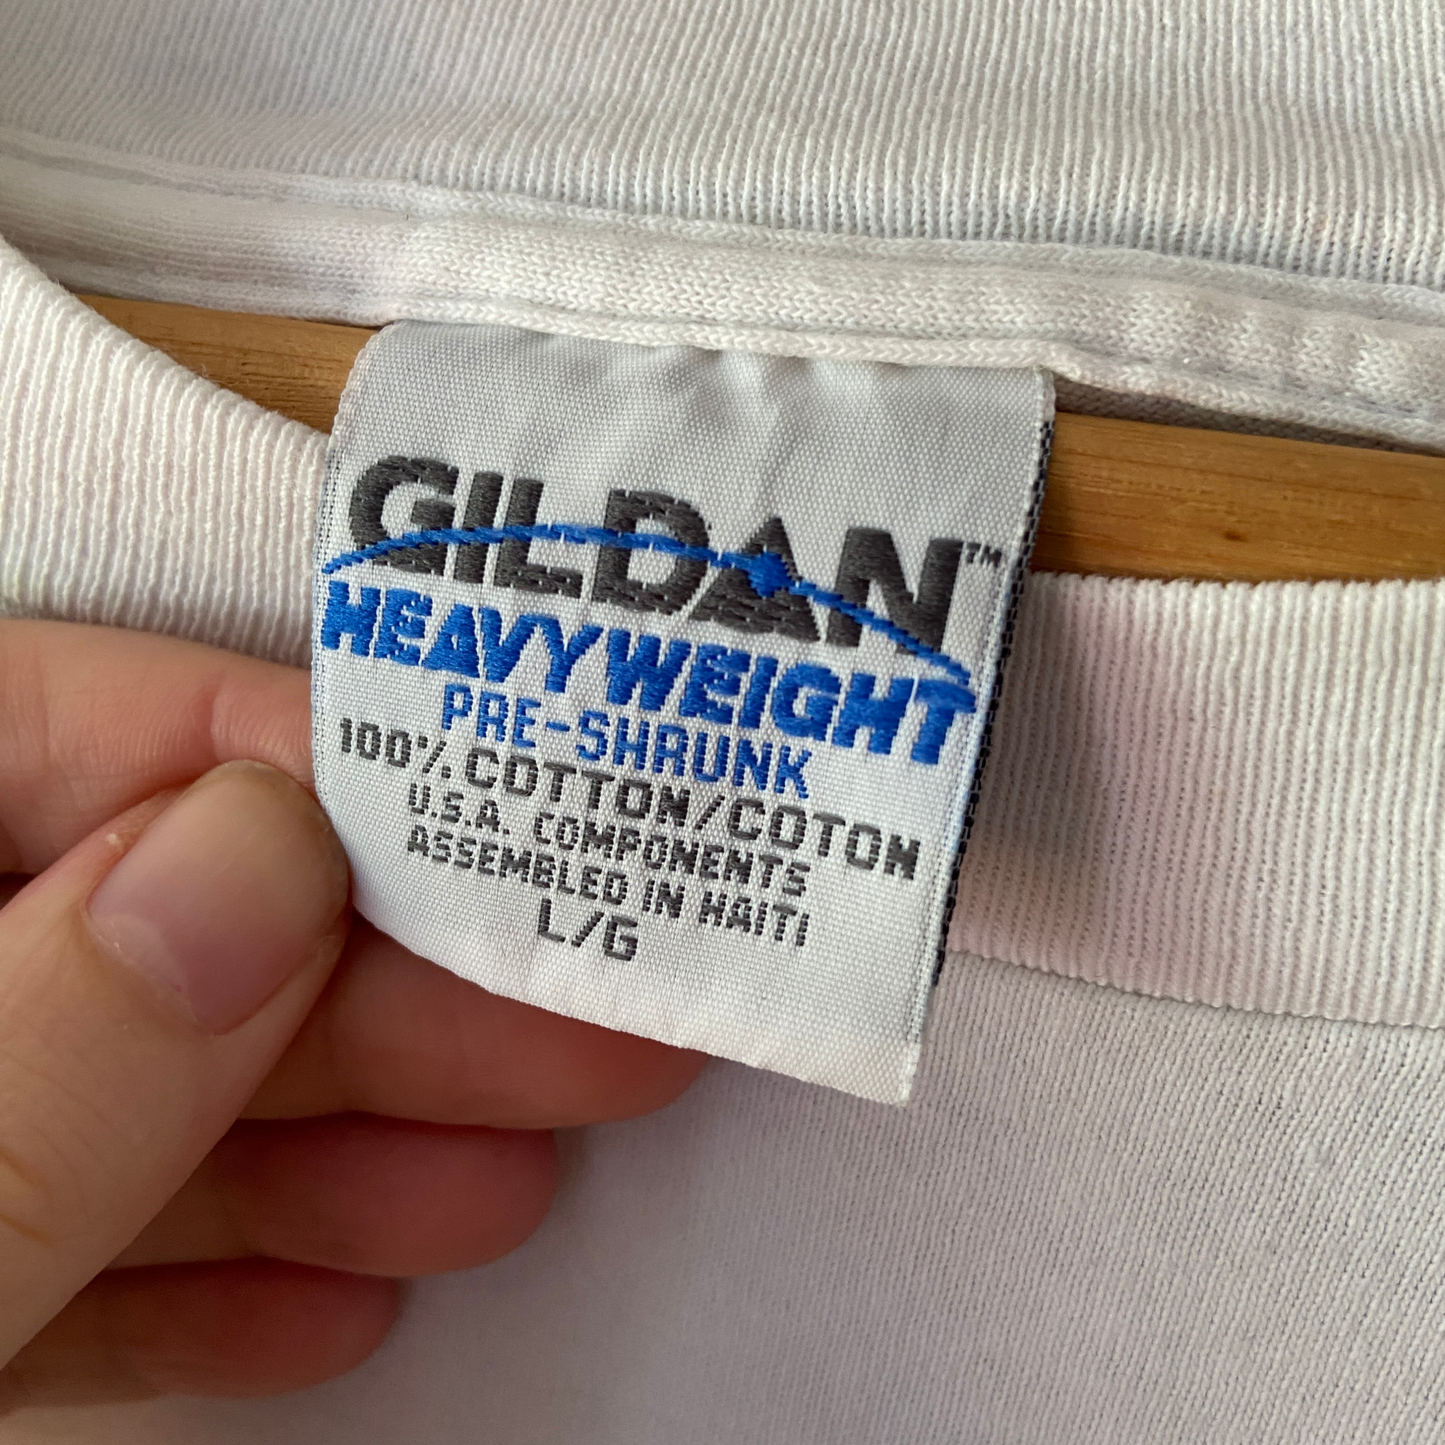 GILDAN™
HEAVYWEIGHT
PRE-SHRUNK
100% COTTON/COTON
U.S.A. COMPONENTS
ASSEMBLED IN HAITI
L/G